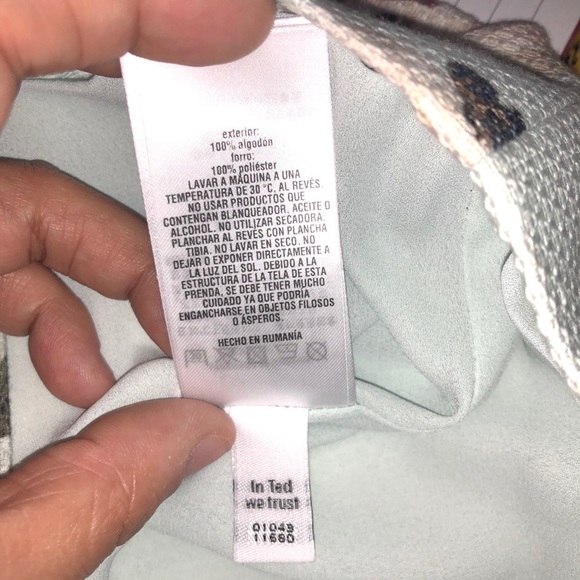 exterior:
100% algodón
forro:
100% poliéster
LAVAR A MÁQUINA A UNA
TEMPERATURA DE 30 °C, AL REVÉS.
NO USAR PRODUCTOS QUE
CONTENGAN BLANQUEADOR, ACEITE O
ALCOHOL. NO UTILIZAR SECADORA.
PLANCHAR AL REVÉS CON PLANCHA
TIBIA. NO LAVAR EN SECO. NO
DEJAR O EXPONER DIRECTAMENTE A
LA LUZ DEL SOL. DEBIDO A LA
ESTRUCTURA DE LA TELA DE ESTA
PRENDA, SE DEBE TENER MUCHO
CUIDADO YA QUE PODRÍA
ENGANCHARSE EN OBJETOS FILOSOS
O ÁSPEROS.
HECHO EN RUMANÍA
In Ted
we trust
01049
11660